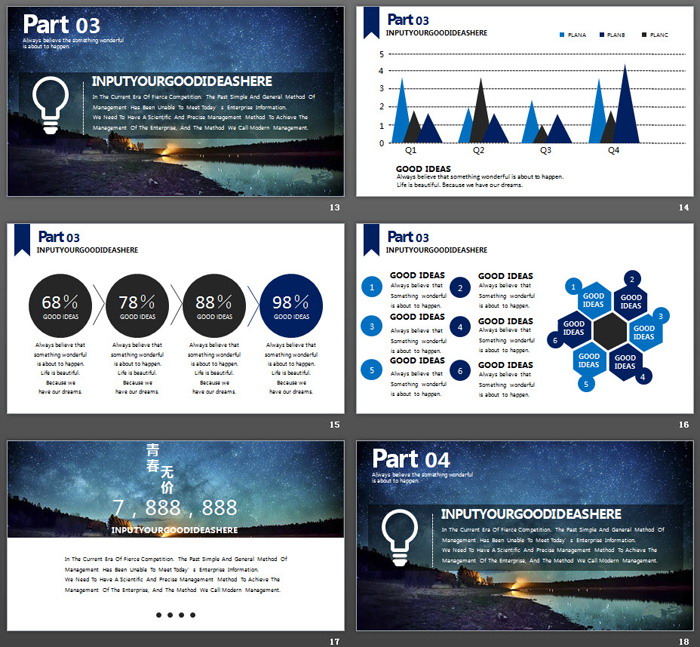 Part 03
Always believe the something wonderful
is about to happen.
INPUTYOURGOODIDEASHERE
In The Current Era Of Fierce Competition. The Past Simple And General Method Of
Management Has Been Unable To Meet Today's Enterprise Information.
We Need To Have A Scientific And Precise Management Method To Achieve The
Management Of The Enterprise, And The Method We Call Modern Management.
13
Part 03
INPUTYOURGOODIDEASHERE
PLANA PLANB PLANC
5
4
3
2
1
0
Q1 Q2 Q3 Q4
GOOD IDEAS
Always believe that something wonderful is about to happen.
Life is beautiful. Because we have our dreams.
14
Part 03
INPUTYOURGOODIDEASHERE
68% 78% 88% 98%
GOOD IDEAS GOOD IDEAS GOOD IDEAS GOOD IDEAS
Always believe that Always believe that Always believe that Always believe that
something wonderful something wonderful something wonderful something wonderful
is about to happen. is about to happen. is about to happen. is about to happen.
Life is beautiful. Life is beautiful. Life is beautiful. Life is beautiful.
Because we Because we Because we Because we
have our dreams. have our dreams. have our dreams. have our dreams.
15
Part 03
INPUTYOURGOODIDEASHERE
1
GOOD IDEAS
Always believe that
Something wonderful
is about to happen.
2
GOOD IDEAS
Always believe that
Something wonderful
is about to happen.
3
GOOD IDEAS
Always believe that
Something wonderful
is about to happen.
4
GOOD IDEAS
Always believe that
Something wonderful
is about to happen.
5
GOOD IDEAS
Always believe that
Something wonderful
is about to happen.
6
GOOD IDEAS
Always believe that
Something wonderful
is about to happen.
1
GOOD
IDEAS
2
GOOD
IDEAS
3
GOOD
IDEAS
4
GOOD
IDEAS
5
GOOD
IDEAS
6
GOOD
IDEAS
16
青春
无价
7,888,888
INPUTYOURGOODIDEASHERE
In The Current Era Of Fierce Competition. The Past Simple And General Method Of
Management Has Been Unable To Meet Today's Enterprise Information.
We Need To Have A Scientific And Precise Management Method To Achieve The
Management Of The Enterprise, And The Method We Call Modern Management.
17
Part 04
Always believe the something wonderful
is about to happen.
INPUTYOURGOODIDEASHERE
In The Current Era Of Fierce Competition. The Past Simple And General Method Of
Management Has Been Unable To Meet Today's Enterprise Information.
We Need To Have A Scientific And Precise Management Method To Achieve The
Management Of The Enterprise, And The Method We Call Modern Management.
18